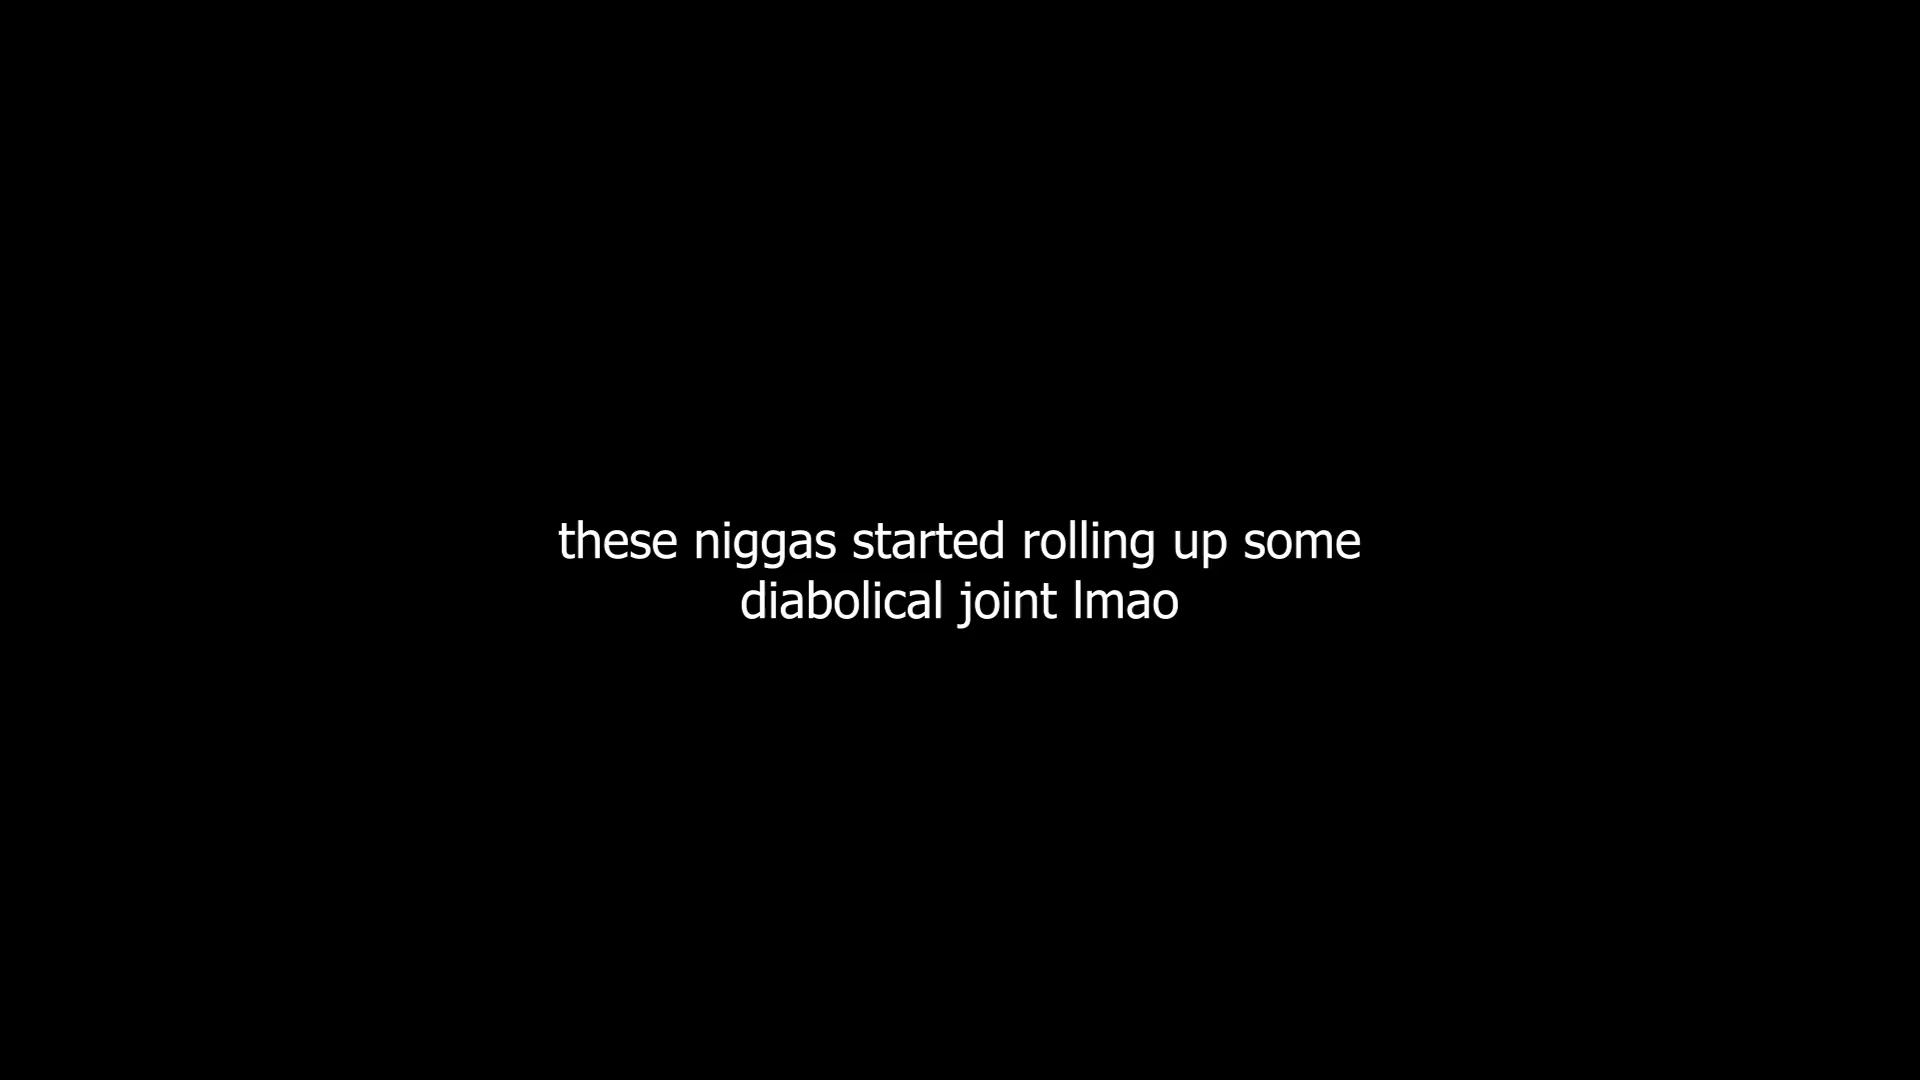 these niggas started rolling up some
diabolical joint lmao